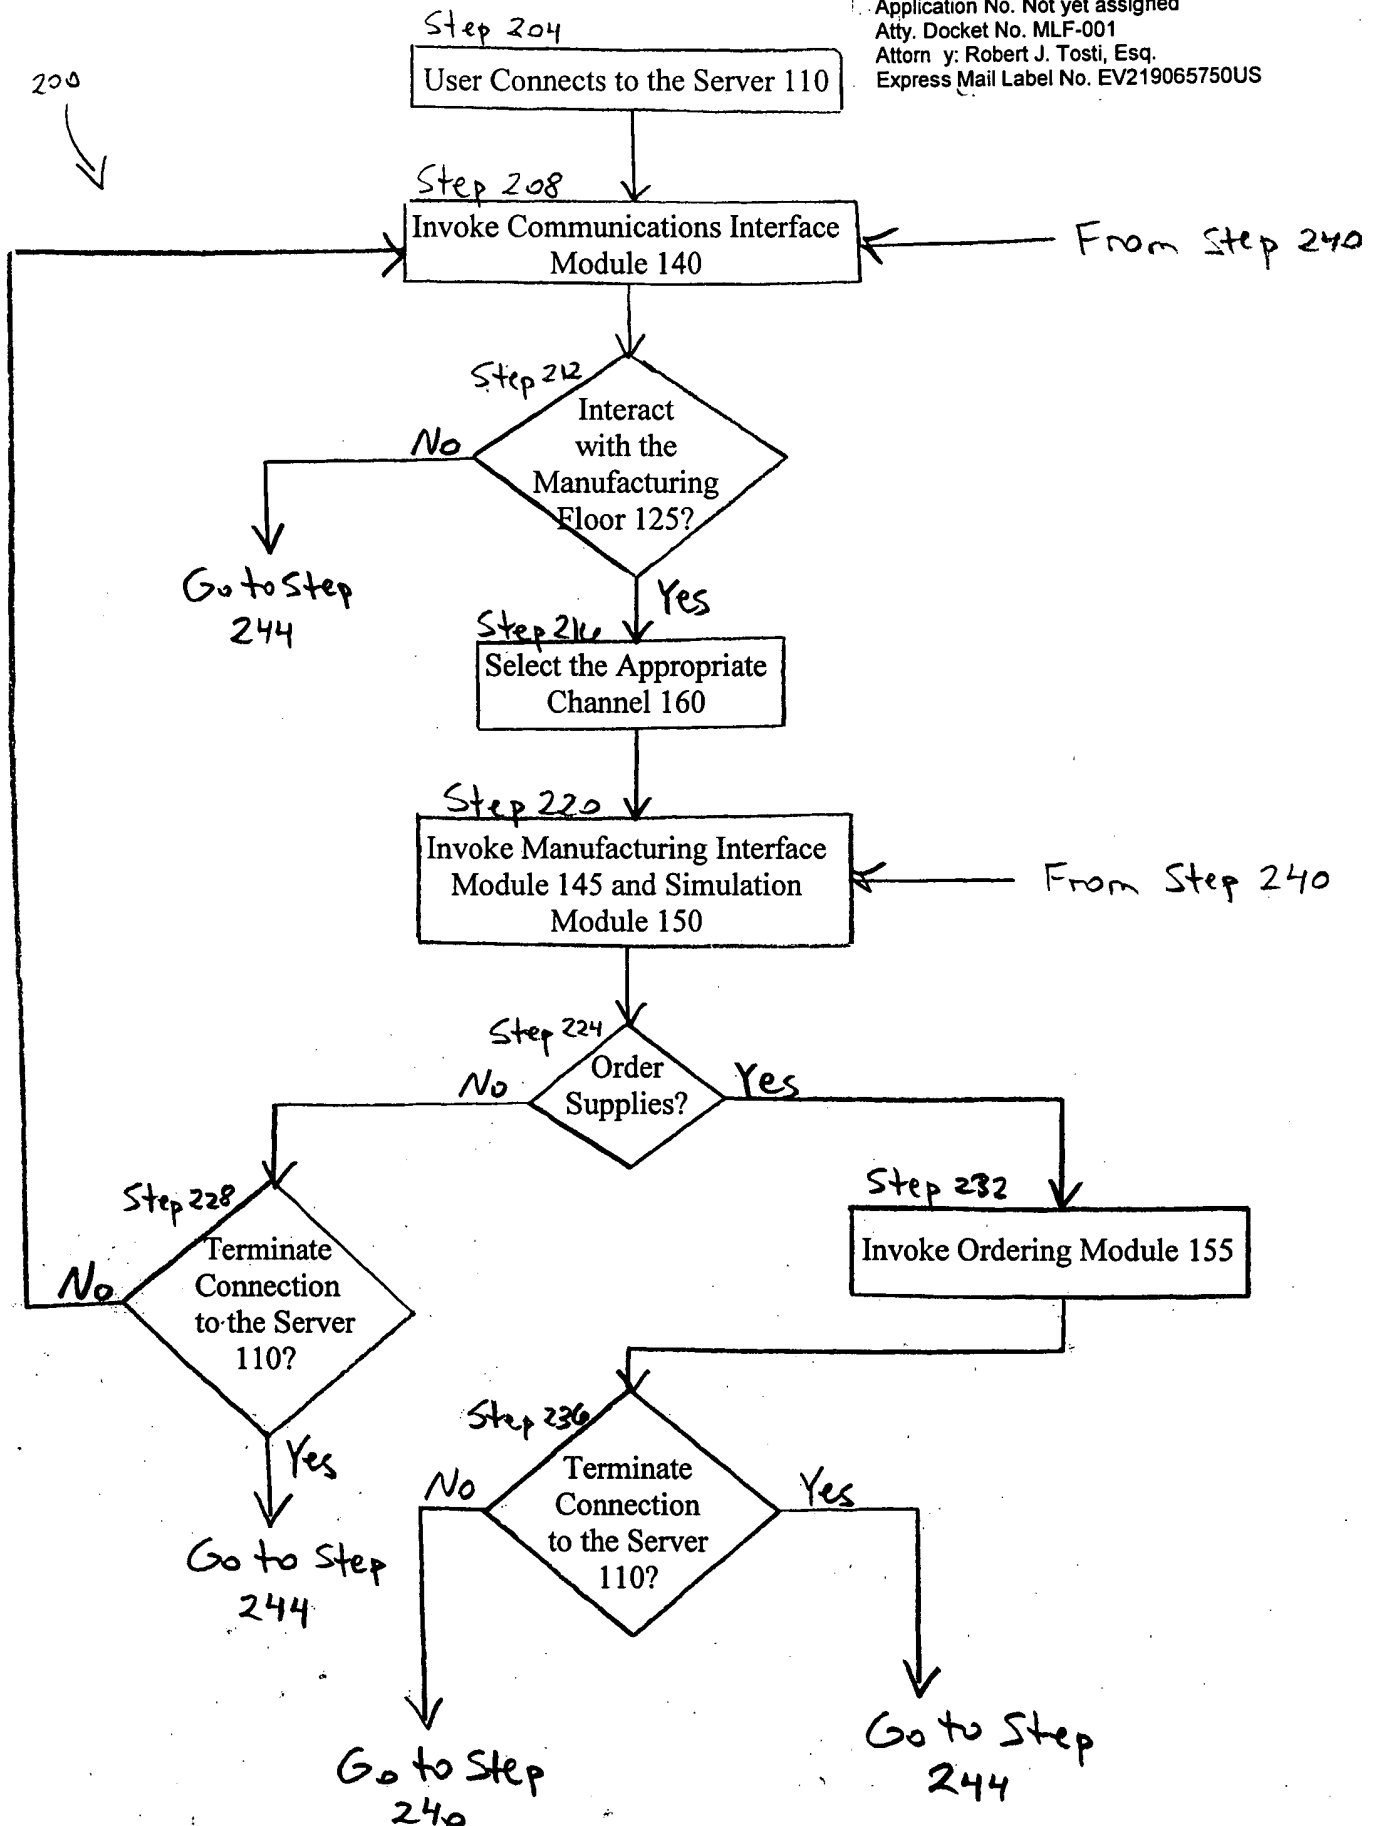 Application No. Not yet assigned
Atty. Docket No. MLF-001
Attorn y: Robert J. Tosti, Esq.
Express Mail Label No. EV219065750US
200
Step 204
User Connects to the Server 110
Step 208
Invoke Communications Interface
Module 140
From Step 240
Step 212
Interact
with the
Manufacturing
Floor 125?
No
Go to Step
244
Yes
Step 216
Select the Appropriate
Channel 160
Step 220
Invoke Manufacturing Interface
Module 145 and Simulation
Module 150
From Step 240
Step 224
Order
Supplies?
No
Yes
Step 228
Terminate
Connection
to the Server
110?
No
Yes
Go to Step
244
Step 232
Invoke Ordering Module 155
Step 236
Terminate
Connection
to the Server
110?
No
Yes
Go to Step
240
Go to Step
244